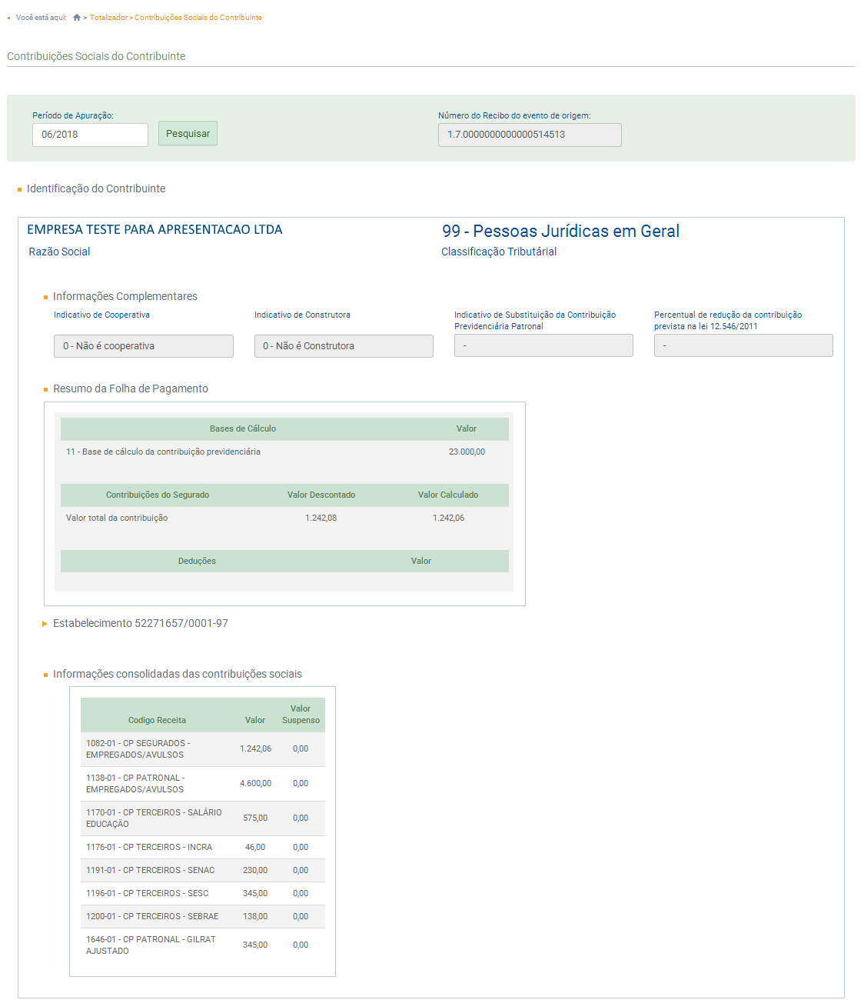 Você está aqui: > Totalizador > Contribuições Sociais do Contribuinte
Contribuições Sociais do Contribuinte
Período de Apuração:
06/2018
Pesquisar
Número do Recibo do evento de origem:
1.7.0000000000000514513
Identificação do Contribuinte
EMPRESA TESTE PARA APRESENTACAO LTDA
Razão Social
99 - Pessoas Jurídicas em Geral
Classificação Tributárial
Informações Complementares
Indicativo de Cooperativa
0 - Não é cooperativa
Indicativo de Construtora
0 - Não é Construtora
Indicativo de Substituição da Contribuição
Previdenciária Patronal
-
Percentual de redução da contribuição
prevista na lei 12.546/2011
-
Resumo da Folha de Pagamento
Bases de Cálculo Valor
11 - Base de cálculo da contribuição previdenciária 23.000,00
Contribuições do Segurado Valor Descontado Valor Calculado
Valor total da contribuição 1.242,08 1.242,06
Deduções Valor
Estabelecimento 52271657/0001-97
Informações consolidadas das contribuições sociais
Codigo Receita Valor Valor
Suspenso
1082-01 - CP SEGURADOS -
EMPREGADOS/AVULSOS 1.242,06 0,00
1138-01 - CP PATRONAL -
EMPREGADOS/AVULSOS 4.600,00 0,00
1170-01 - CP TERCEIROS - SALÁRIO
EDUCAÇÃO 575,00 0,00
1176-01 - CP TERCEIROS - INCRA 46,00 0,00
1191-01 - CP TERCEIROS - SENAC 230,00 0,00
1196-01 - CP TERCEIROS - SESC 345,00 0,00
1200-01 - CP TERCEIROS - SEBRAE 138,00 0,00
1646-01 - CP PATRONAL - GILRAT
AJUSTADO 345,00 0,00